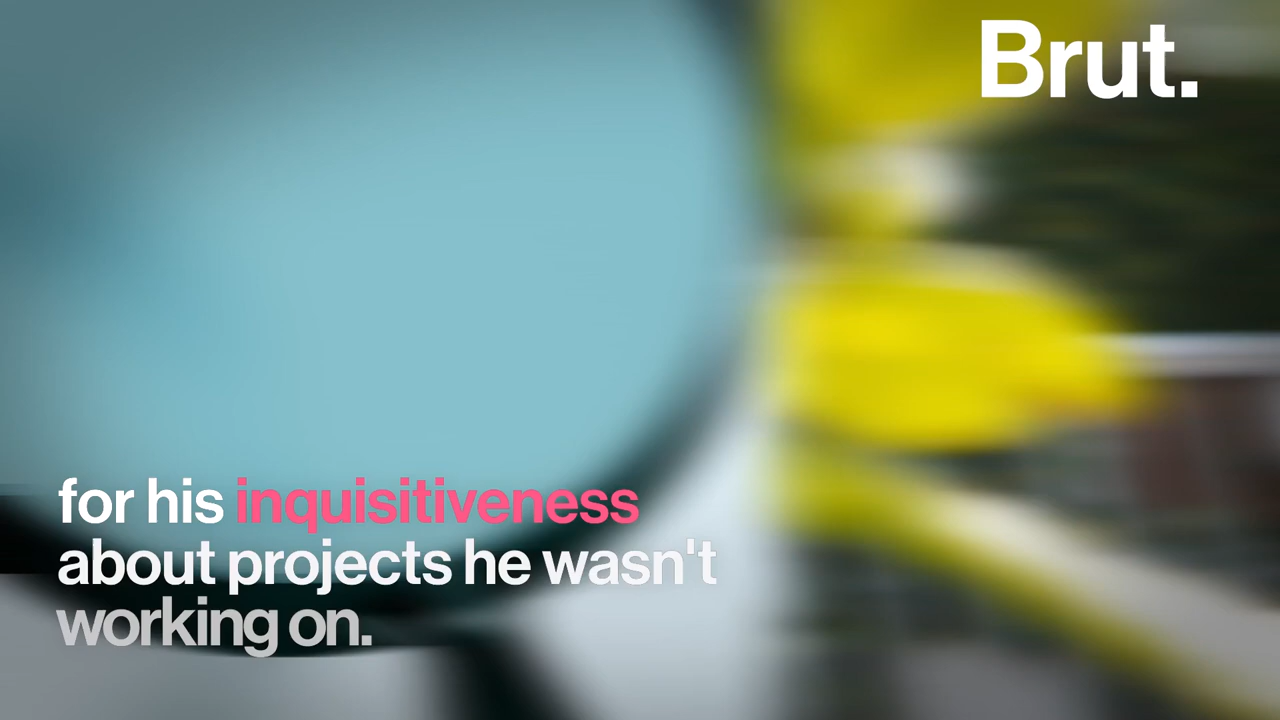 Brut.
for his inquisitiveness
about projects he wasn't
working on.